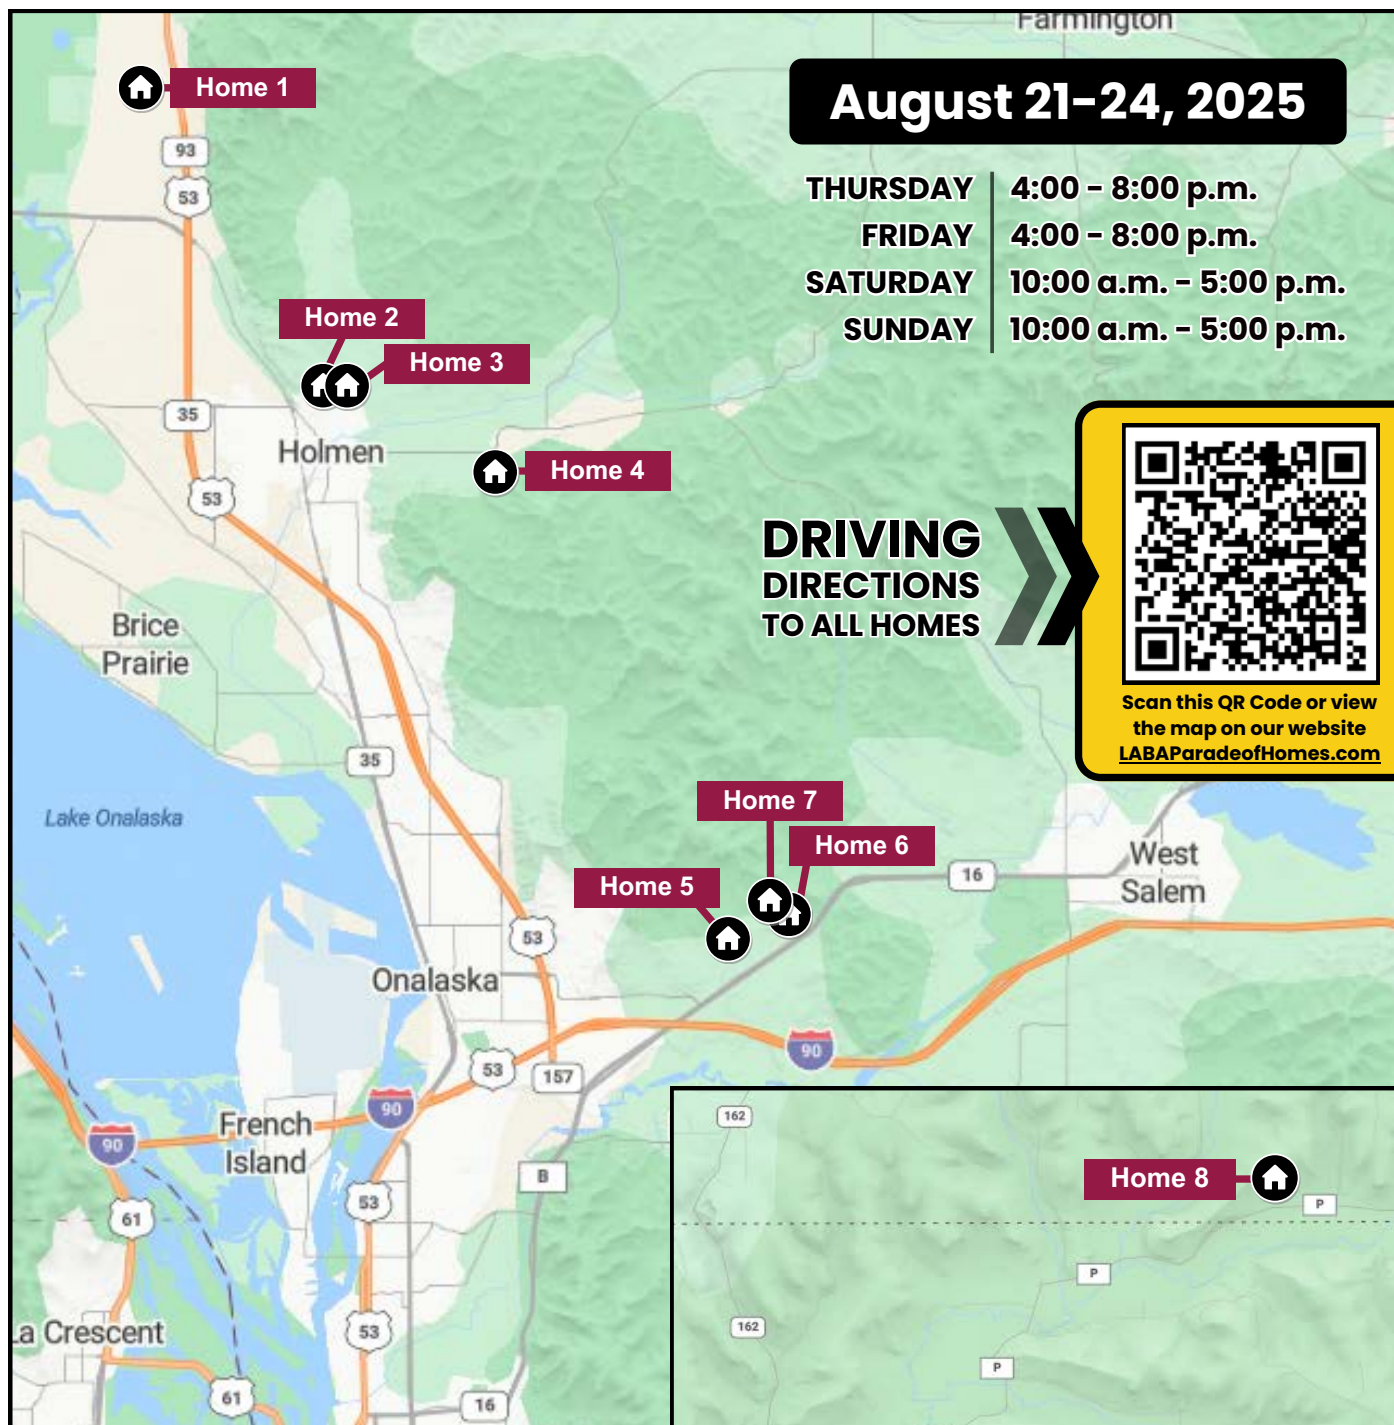 Farmington
Home 1
August 21-24, 2025
93
53
THURSDAY 4:00 - 8:00 p.m.
FRIDAY 4:00 - 8:00 p.m.
SATURDAY 10:00 a.m. - 5:00 p.m.
SUNDAY 10:00 a.m. - 5:00 p.m.
Home 2
Home 3
35
Holmen
Home 4
53
DRIVING
DIRECTIONS
TO ALL HOMES
Brice
Prairie
Scan this QR Code or view
the map on our website
LABAParadeofHomes.com
35
Lake Onalaska
Home 7
Home 6
Home 5
16
West
Salem
53
Onalaska
90
53
157
90
French
Island
90
B
53
61
162
Home 8
P
P
162
P
La Crescent
53
61
16